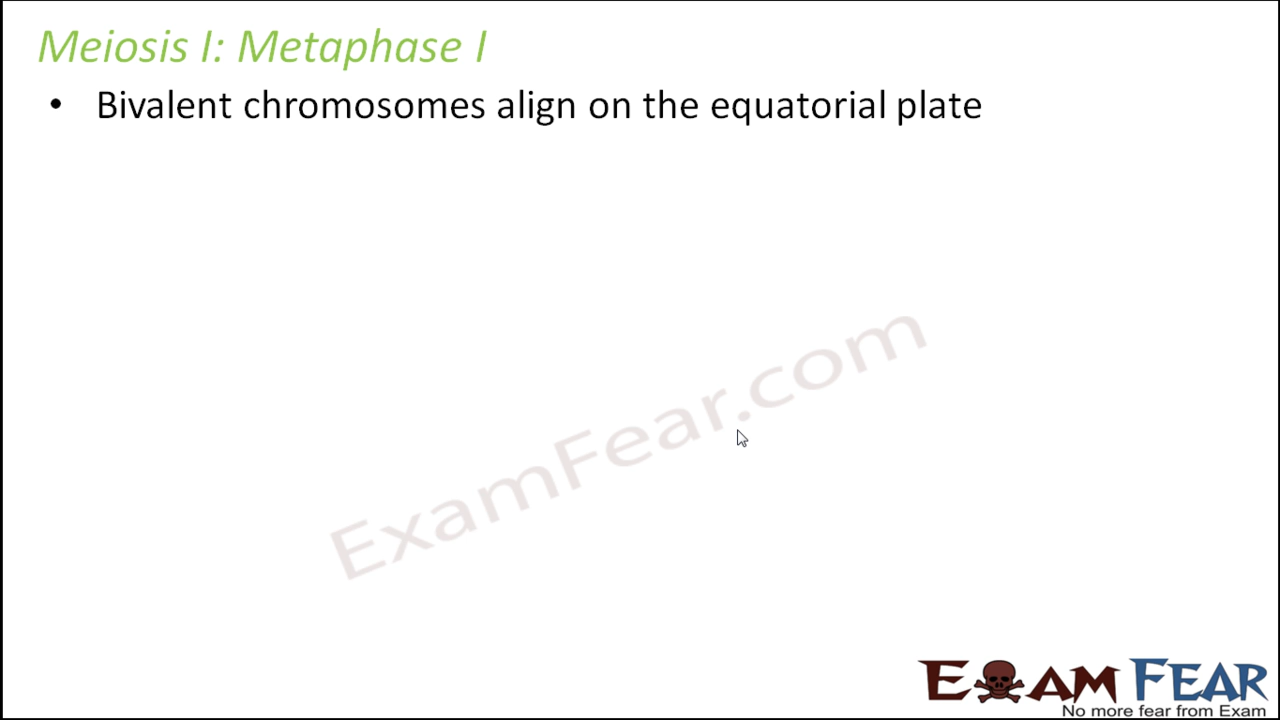 Meiosis I: Metaphase I
• Bivalent chromosomes align on the equatorial plate
ExamFear.com
EXAM FEAR
No more fear from Exam